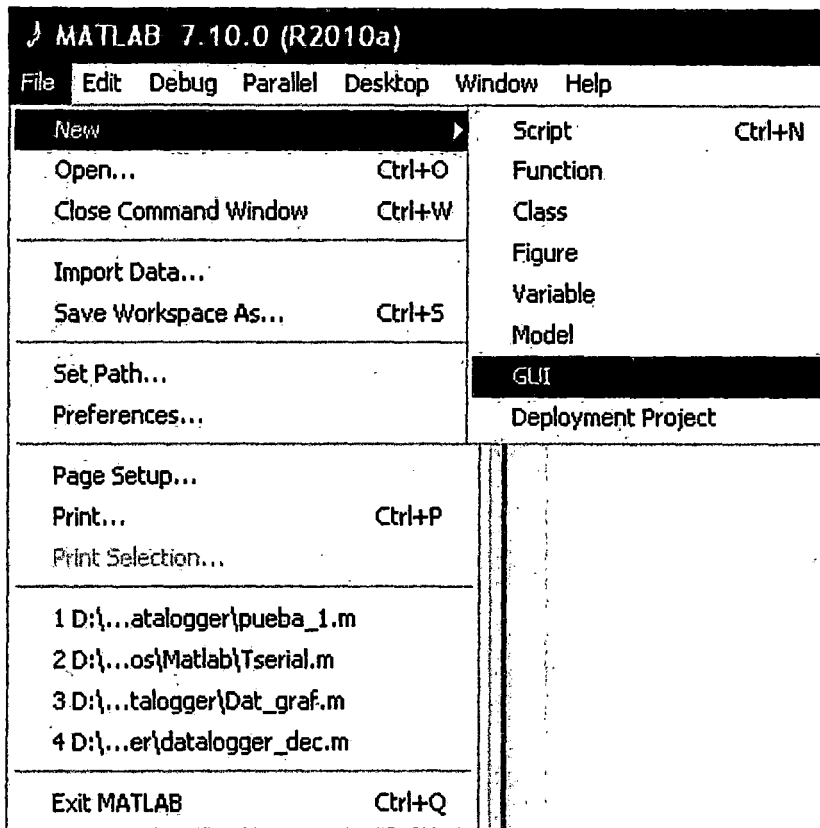 MATLAB 7.10.0 (R2010a)
File Edit Debug Parallel Desktop Window Help
New
Open... Ctrl+O
Close Command Window Ctrl+W
Import Data...
Save Workspace As... Ctrl+S
Set Path...
Preferences...
Page Setup...
Print... Ctrl+P
Print Selection...
1 D:\...atalogger\pueba_1.m
2 D:\...os\Matlab\Tserial.m
3 D:\...talogger\Dat_graf.m
4 D:\...er\datalogger_dec.m
Exit MATLAB Ctrl+Q
Script Ctrl+N
Function
Class
Figure
Variable
Model
GUI
Deployment Project